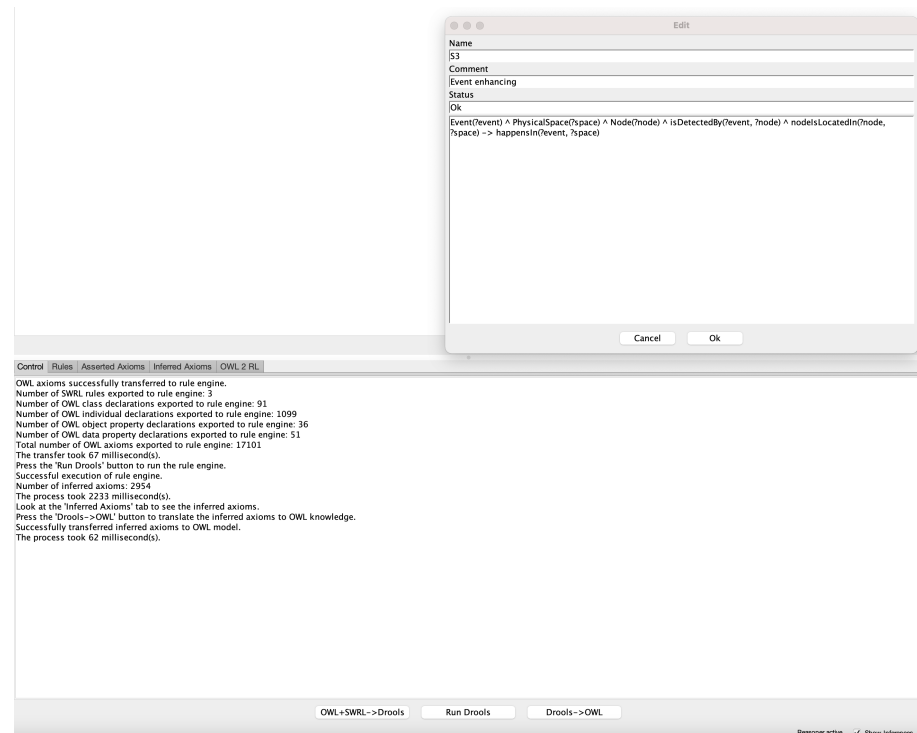 Edit
Name
S3
Comment
Event enhancing
Status
Ok
Event(?event) ^ PhysicalSpace(?space) ^ Node(?node) ^ isDetectedBy(?event, ?node) ^ nodeIsLocatedIn(?node,
?space) -> happensIn(?event, ?space)
Cancel Ok
Control Rules Asserted Axioms Inferred Axioms OWL 2 RL
OWL axioms successfully transferred to rule engine.
Number of SWRL rules exported to rule engine: 3
Number of OWL class declarations exported to rule engine: 91
Number of OWL individual declarations exported to rule engine: 1099
Number of OWL object property declarations exported to rule engine: 36
Number of OWL data property declarations exported to rule engine: 51
Total number of OWL axioms exported to rule engine: 17101
The transfer took 67 millisecond(s).
Press the 'Run Drools' button to run the rule engine.
Successful execution of rule engine.
Number of inferred axioms: 2954
The process took 2233 millisecond(s).
Look at the 'Inferred Axioms' tab to see the inferred axioms.
Press the 'Drools->OWL' button to translate the inferred axioms to OWL knowledge.
Successfully transferred inferred axioms to OWL model.
The process took 62 millisecond(s).
OWL+SWRL->Drools Run Drools Drools->OWL
Reasoner active ✓ Show Inferences